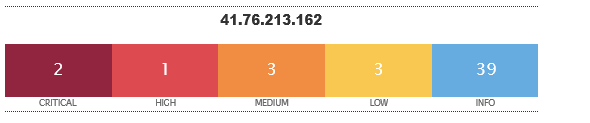 41.76.213.162
2 1 3 3 39
CRITICAL HIGH MEDIUM LOW INFO